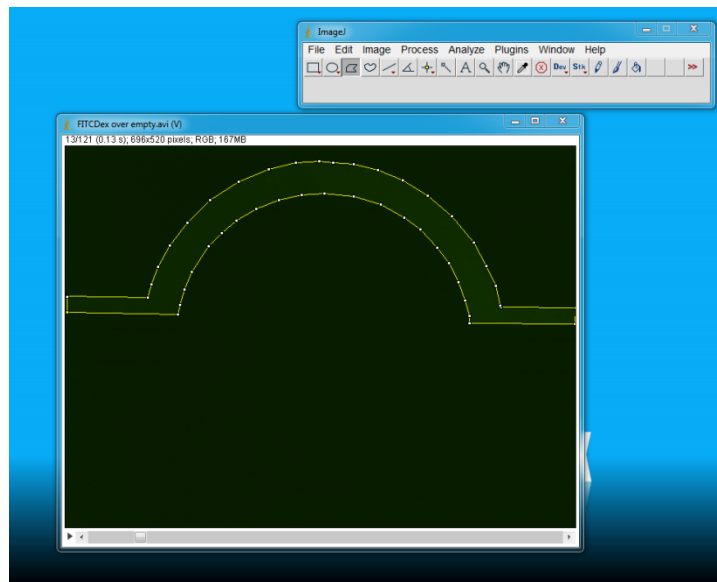 ImageJ
File Edit Image Process Analyze Plugins Window Help
A Dev Stk >>
FITCDex over empty.avi (V)
13/121 (0.13 s); 696x520 pixels; RGB; 167MB